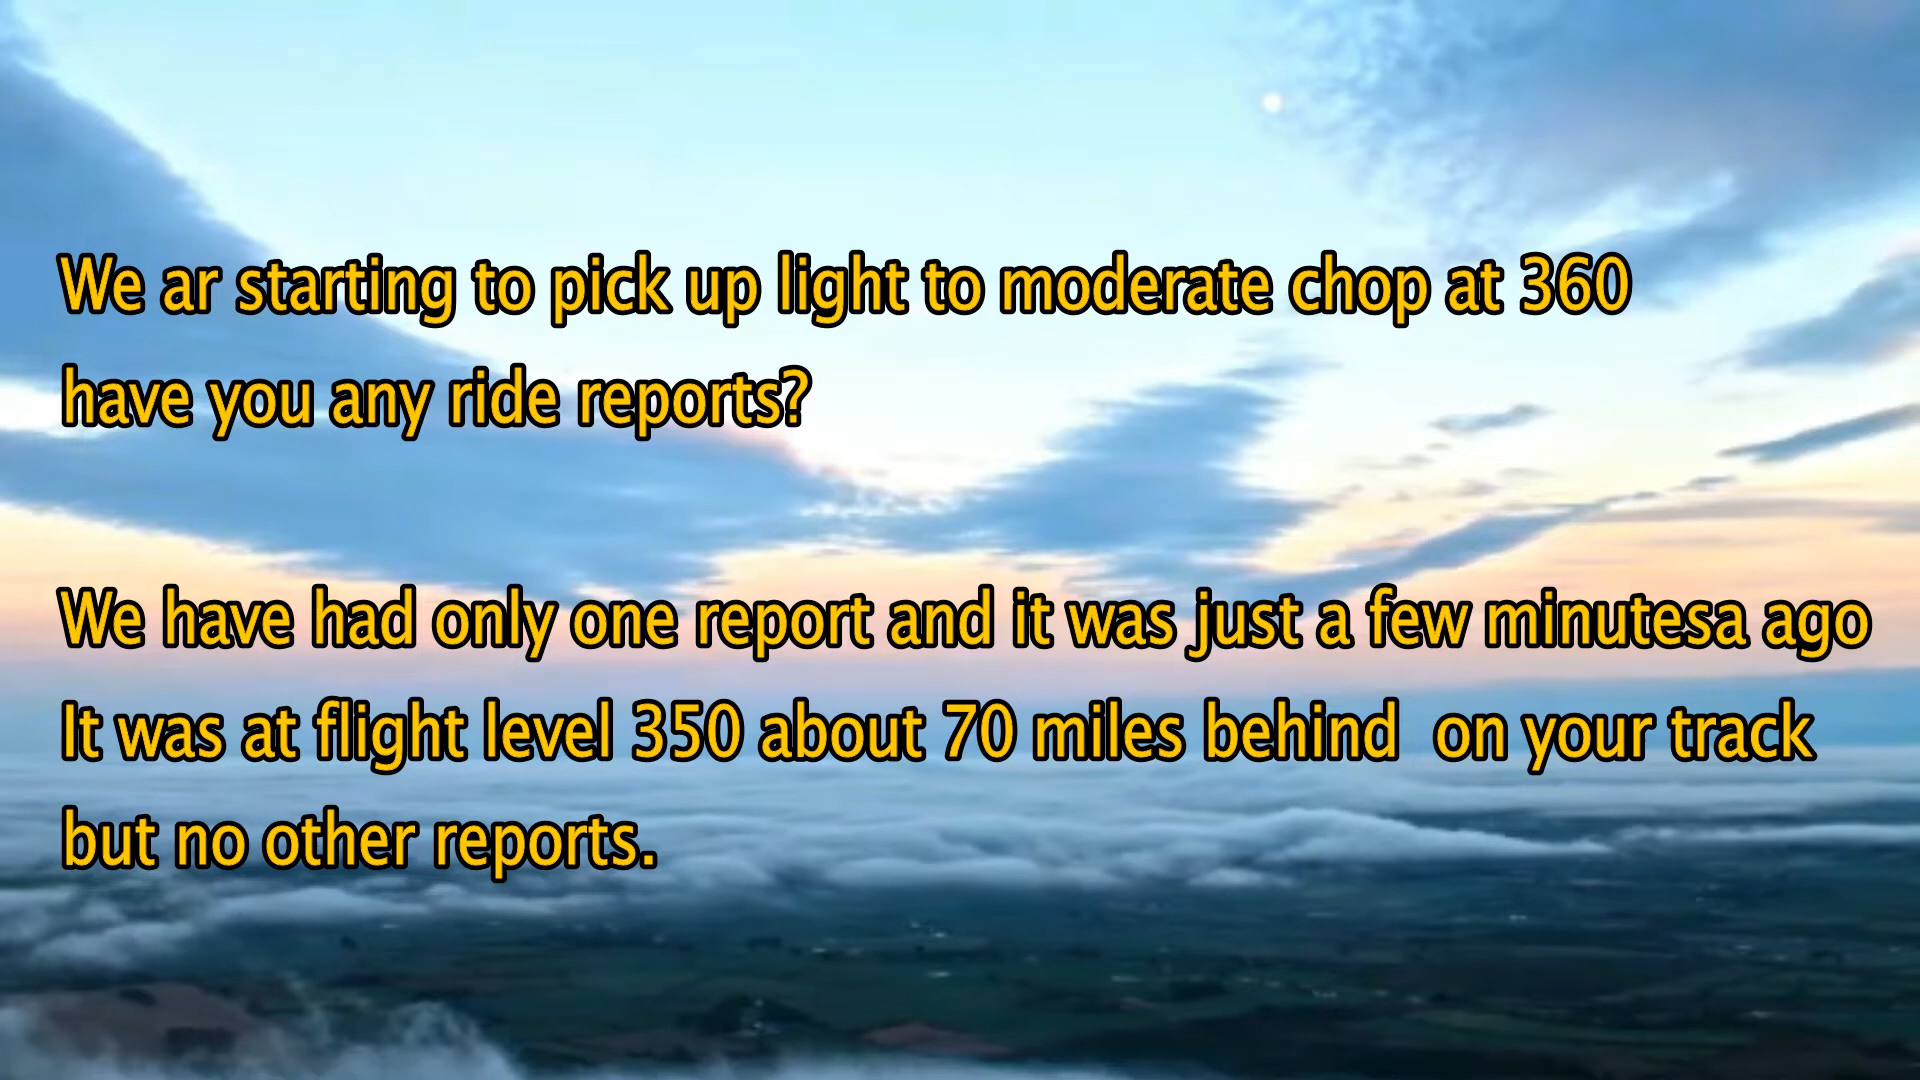 We ar starting to pick up light to moderate chop at 360
have you any ride reports?
We have had only one report and it was just a few minutesa ago
It was at flight level 350 about 70 miles behind  on your track
but no other reports.